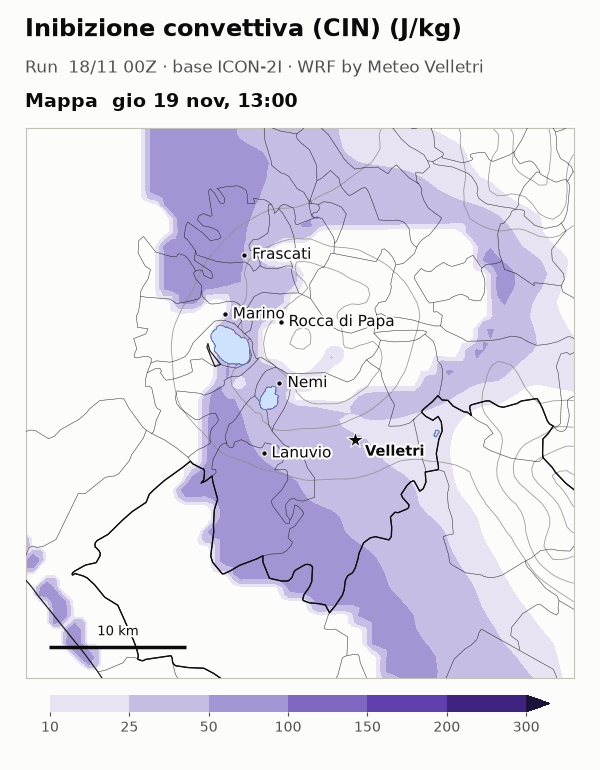 Inibizione convettiva (CIN) (J/kg)
Run  18/11 00Z · base ICON-2I · WRF by Meteo Velletri
Mappa  gio 19 nov, 13:00
Frascati
Marino
Rocca di Papa
Nemi
Velletri
Lanuvio
10 km
10 25 50 100 150 200 300